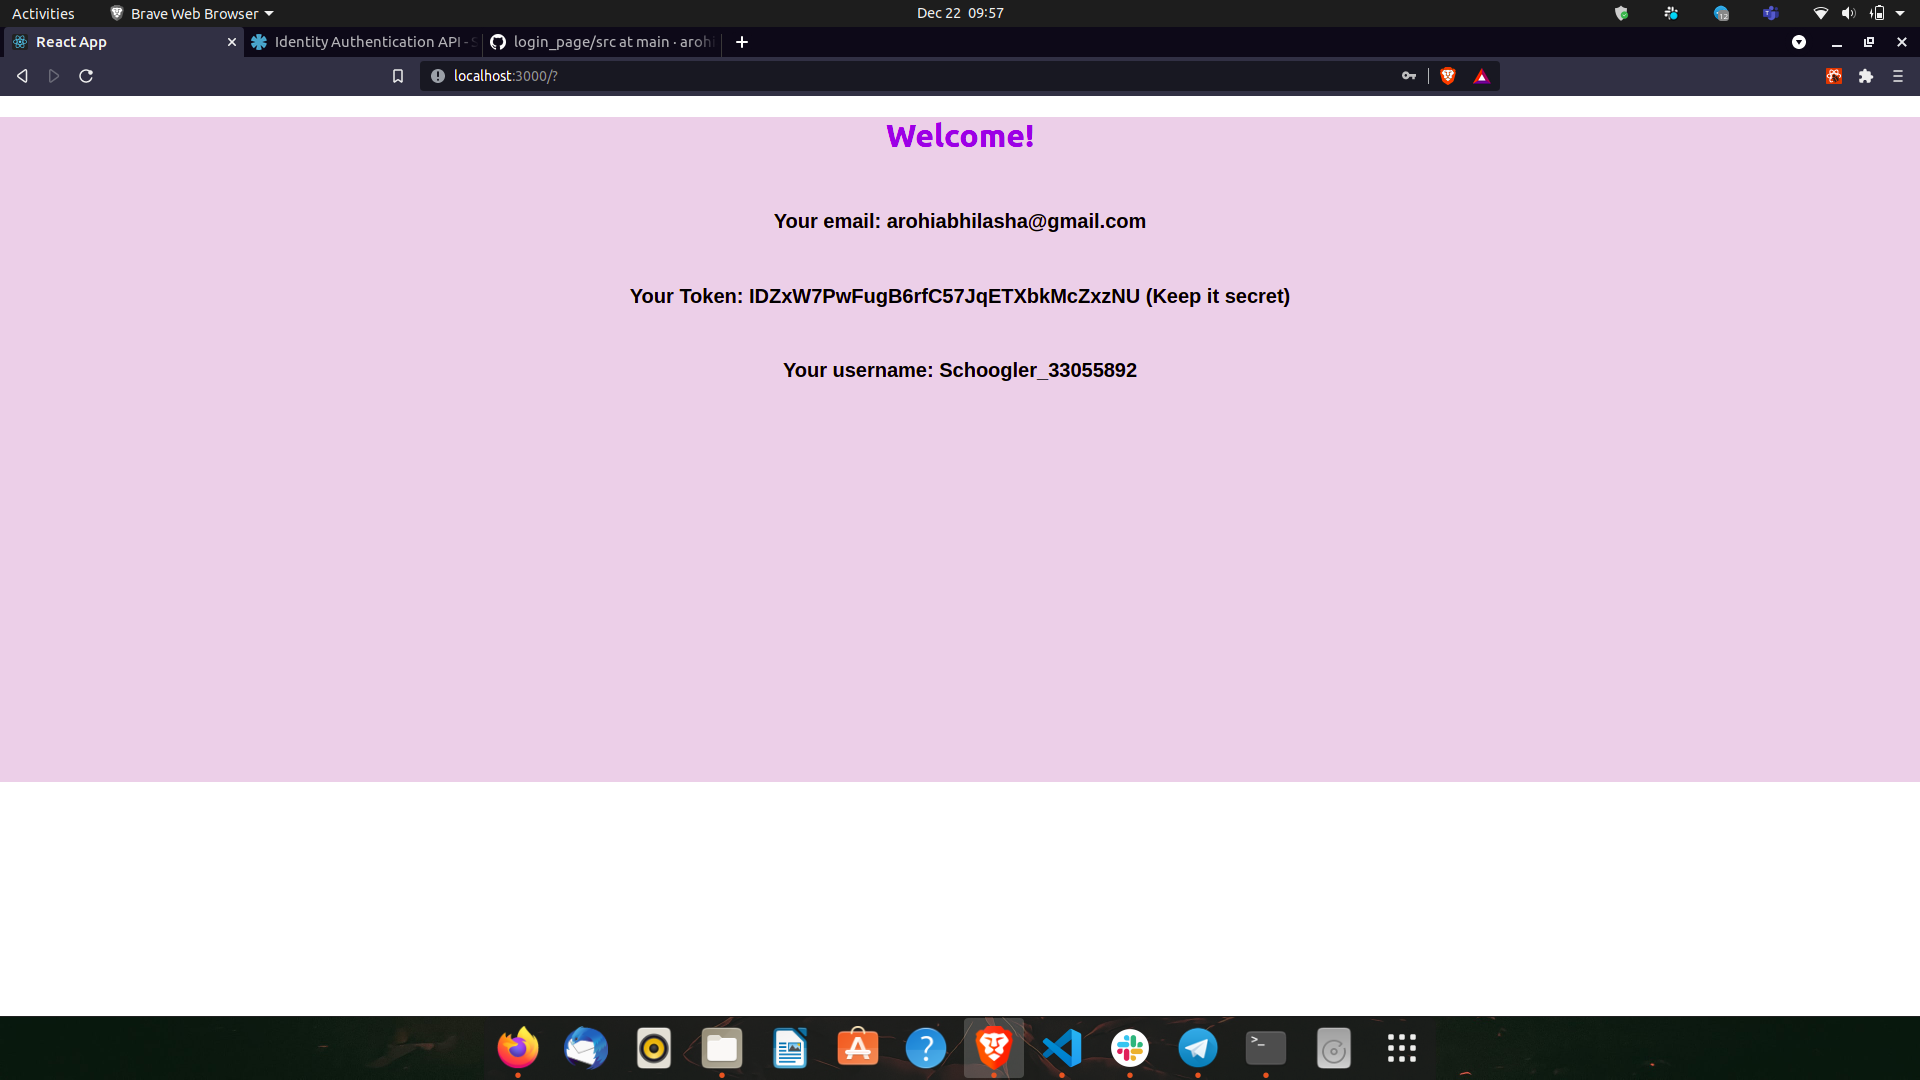 Activities
Brave Web Browser
Dec 22 09:57
12
React App
Identity Authentication API - S
login_page/src at main · arohi
localhost:3000/?
Welcome!
Your email: arohiabhilasha@gmail.com
Your Token: IDZxW7PwFugB6rfC57JqETXbkMcZxzNU (Keep it secret)
Your username: Schoogler_33055892